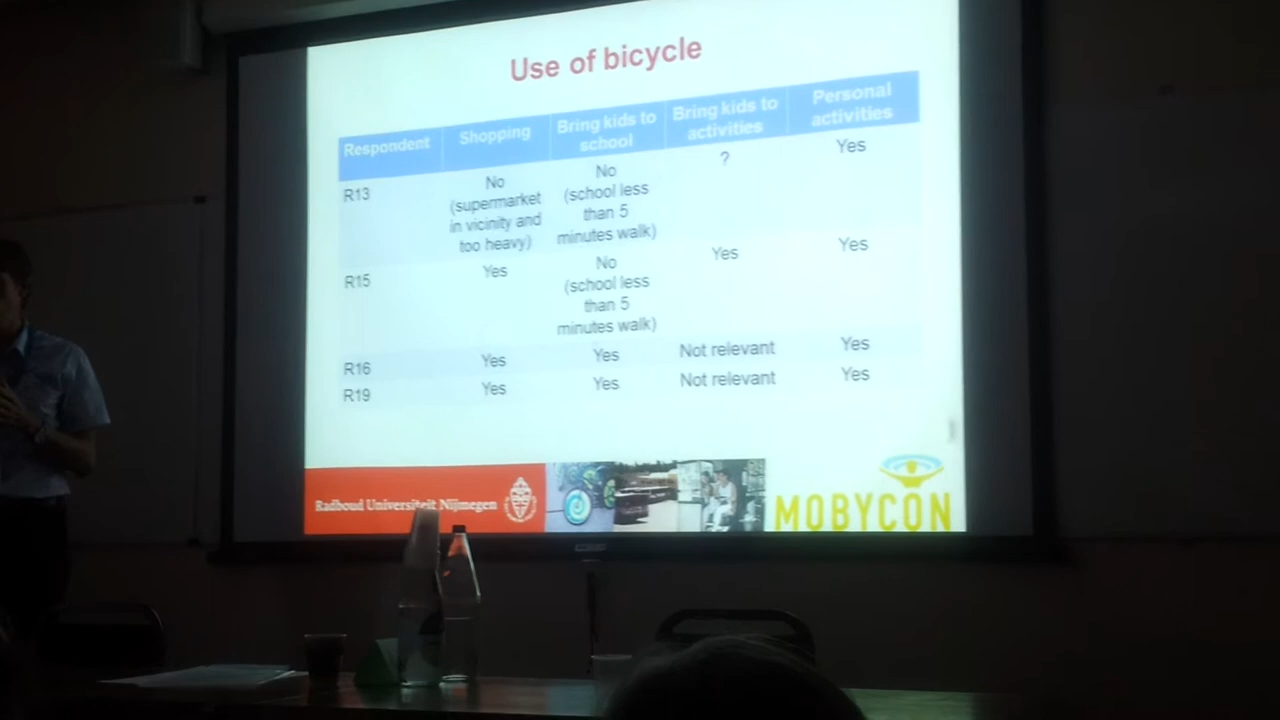 Use of bicycle
Respondent Shopping Bring kids to school Bring kids to activities Personal activities
R13 No (supermarket in vicinity and too heavy) No (school less than 5 minutes walk) ? Yes
R15 Yes No (school less than 5 minutes walk) Yes Yes
R16 Yes Yes Not relevant Yes
R19 Yes Yes Not relevant Yes
Radboud Universiteit Nijmegen
MOBYCON